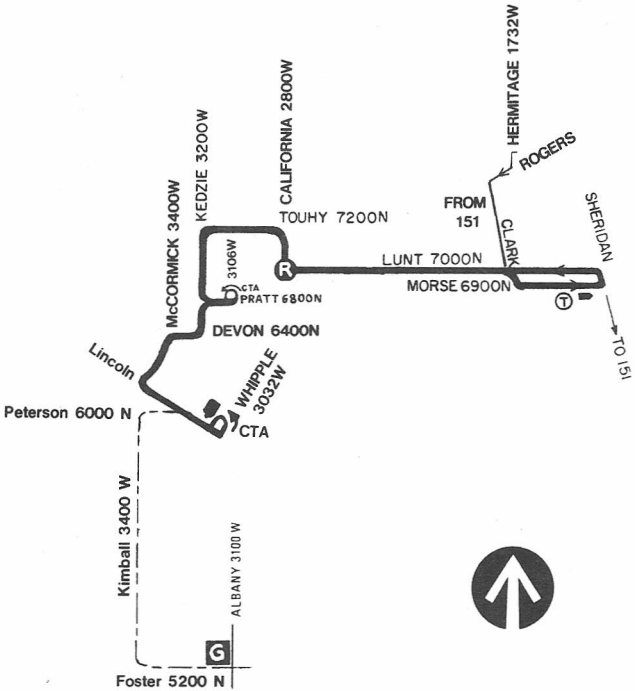 HERMITAGE 1732W
ROGERS
CALIFORNIA 2800W
KEDZIE 3200W
McCORMICK 3400W
SHERIDAN
FROM
151
CLARK
TOUHY 7200N
3106W
R
LUNT 7000N
CTA
PRATT 6800N
MORSE 6900N
T
DEVON 6400N
TO 151
Lincoln
WHIPPLE
3032W
Peterson 6000 N
CTA
Kimball 3400 W
ALBANY 3100 W
G
Foster 5200 N